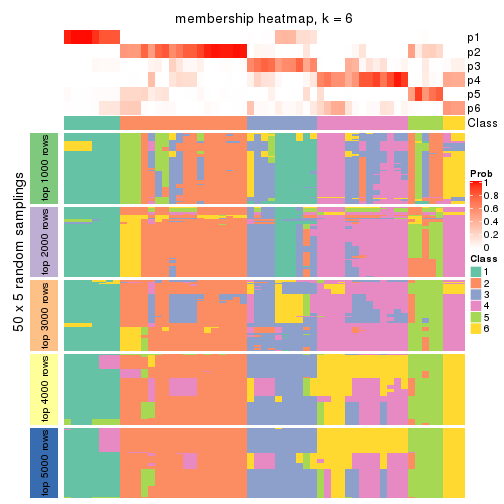 membership heatmap, k = 6
p1
p2
p3
p4
p5
p6
Class
50 x 5 random samplings
top 1000 rows
top 2000 rows
top 3000 rows
top 4000 rows
top 5000 rows
Prob
1
0.8
0.6
0.4
0.2
0
Class
1
2
3
4
5
6